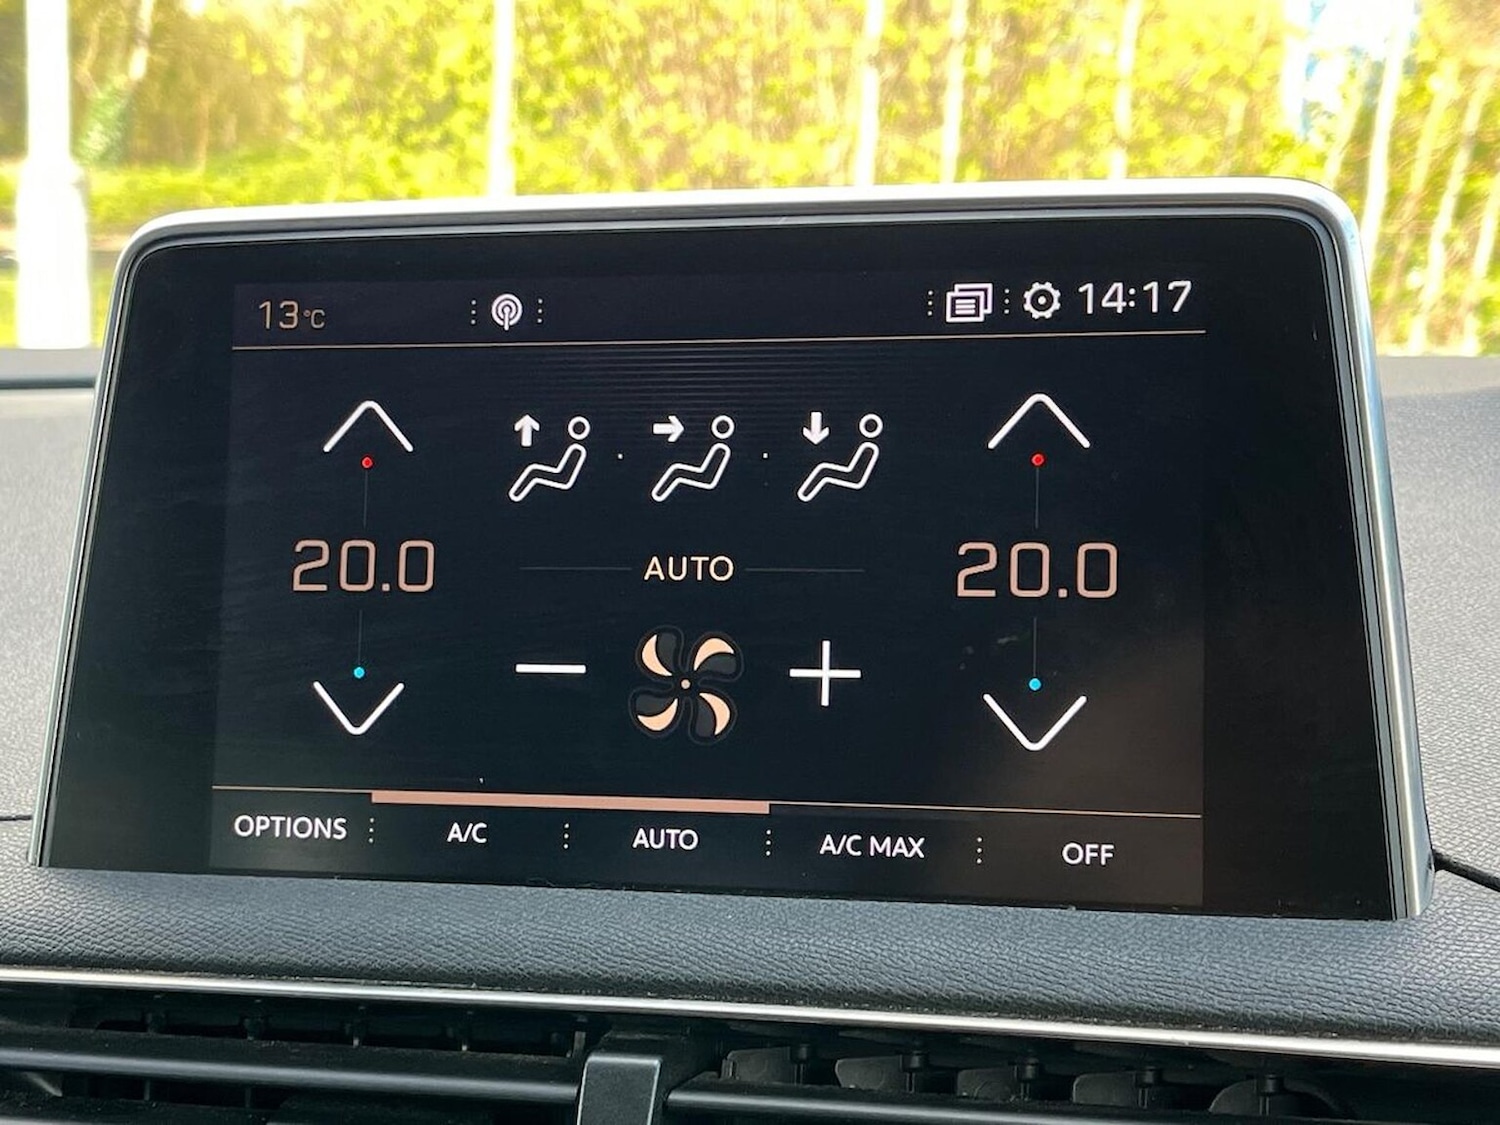 13°C 14:17
20.0 AUTO 20.0
OPTIONS A/C AUTO A/C MAX OFF